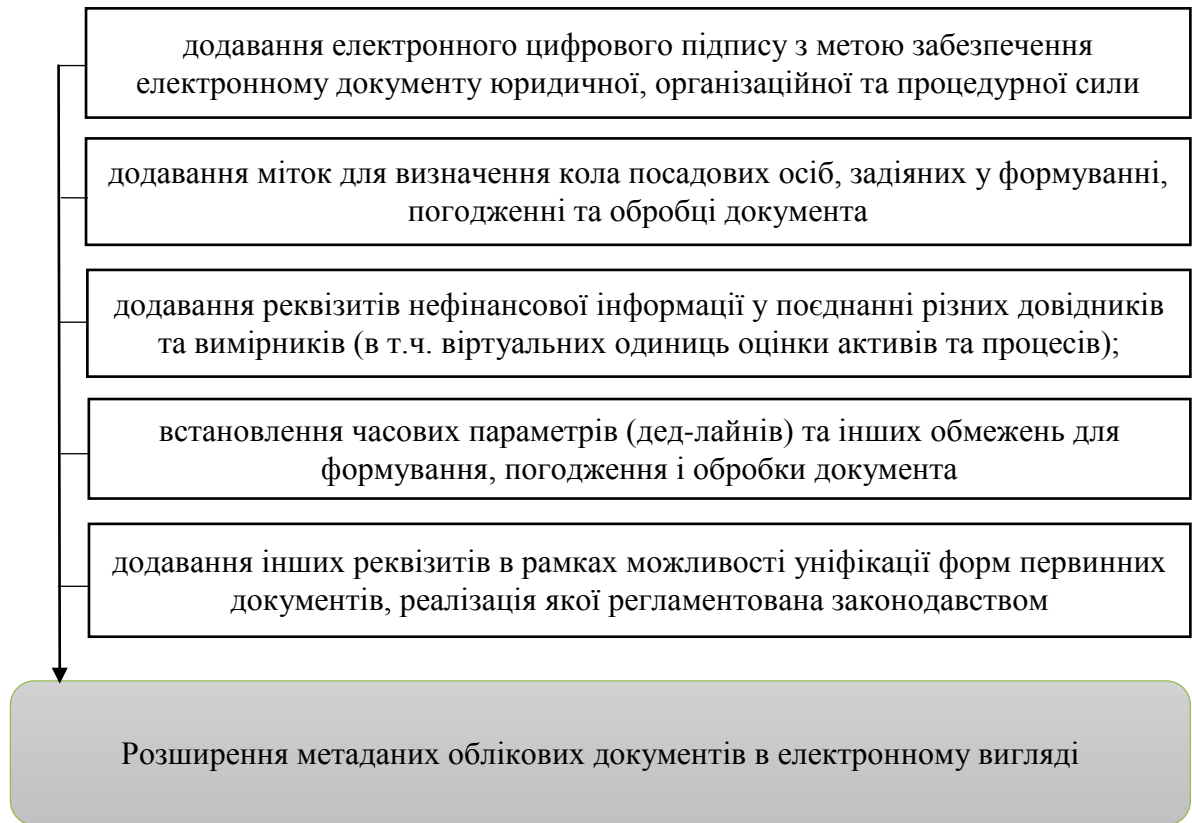 додавання електронного цифрового підпису з метою забезпечення
електронному документу юридичної, організаційної та процедурної сили
додавання міток для визначення кола посадових осіб, задіяних у формуванні,
погодженні та обробці документа
додавання реквізитів нефінансової інформації у поєднанні різних довідників
та вимірників (в т.ч. віртуальних одиниць оцінки активів та процесів);
встановлення часових параметрів (дед-лайнів) та інших обмежень для
формування, погодження і обробки документа
додавання інших реквізитів в рамках можливості уніфікації форм первинних
документів, реалізація якої регламентована законодавством
Розширення метаданих облікових документів в електронному вигляді